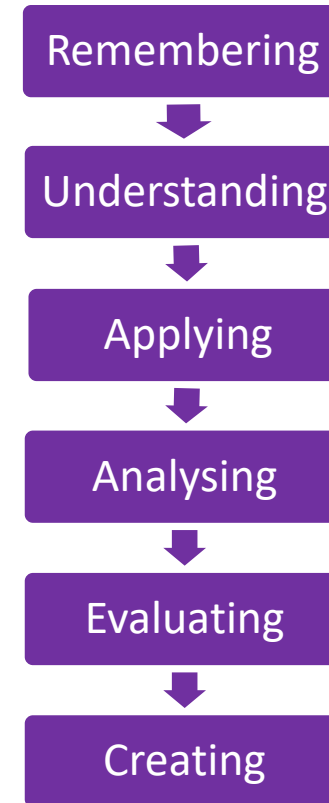 Remembering
Understanding
Applying
Analysing
Evaluating
Creating